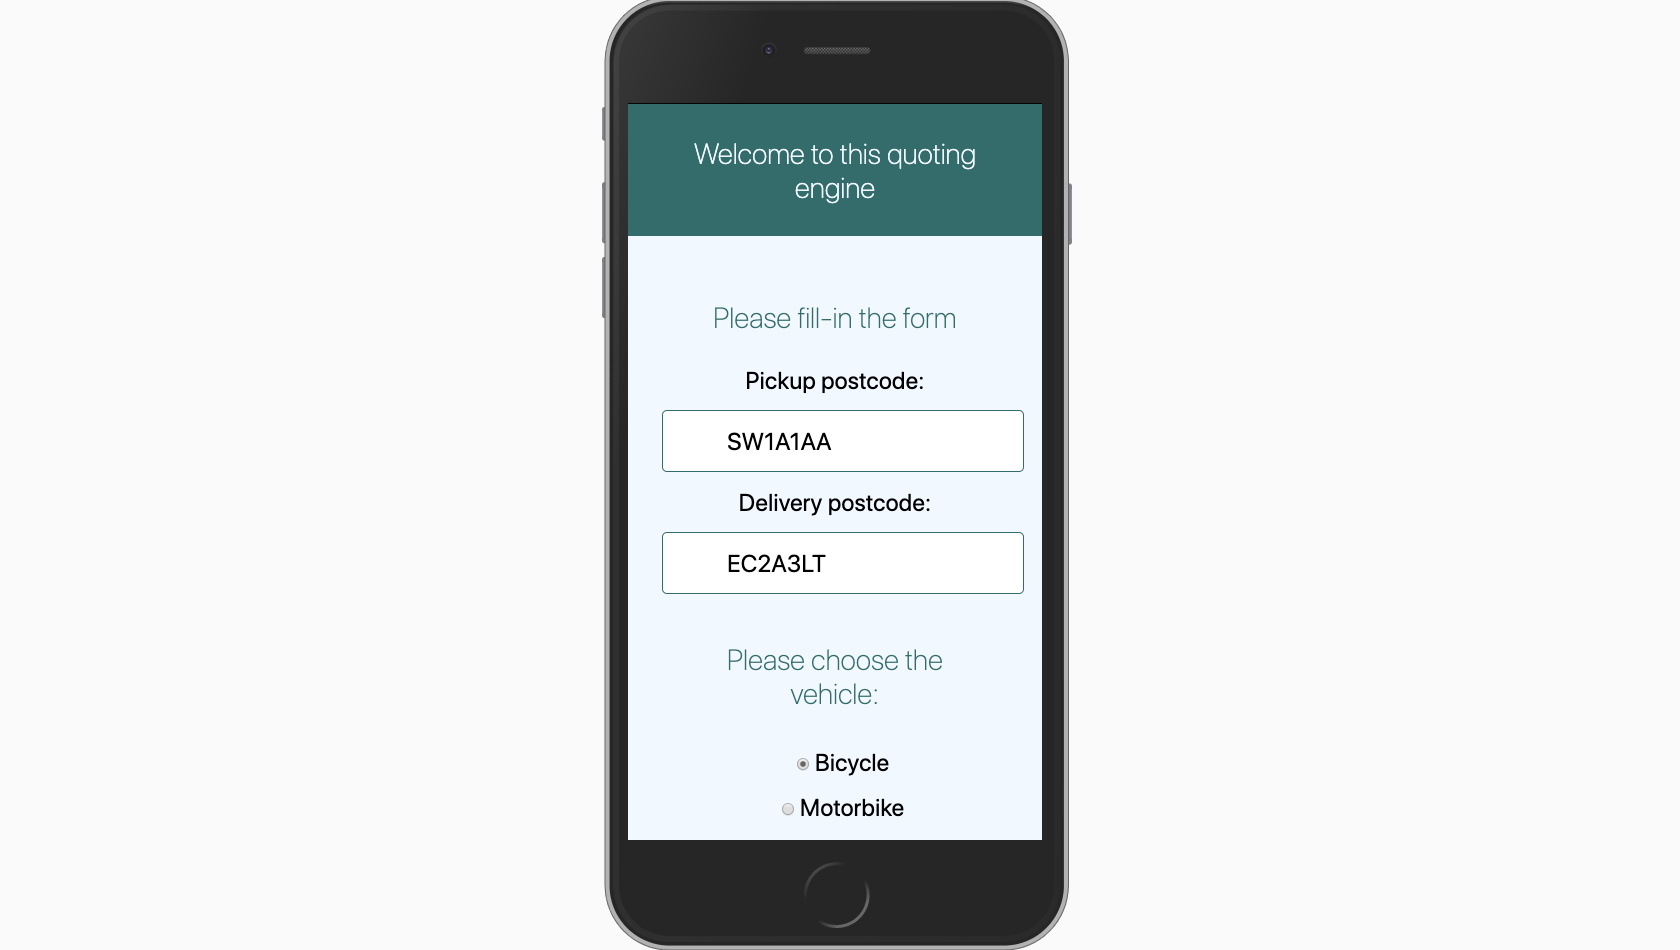 Welcome to this quoting
engine
Please fill-in the form
Pickup postcode:
SW1A1AA
Delivery postcode:
EC2A3LT
Please choose the
vehicle:
Bicycle
Motorbike